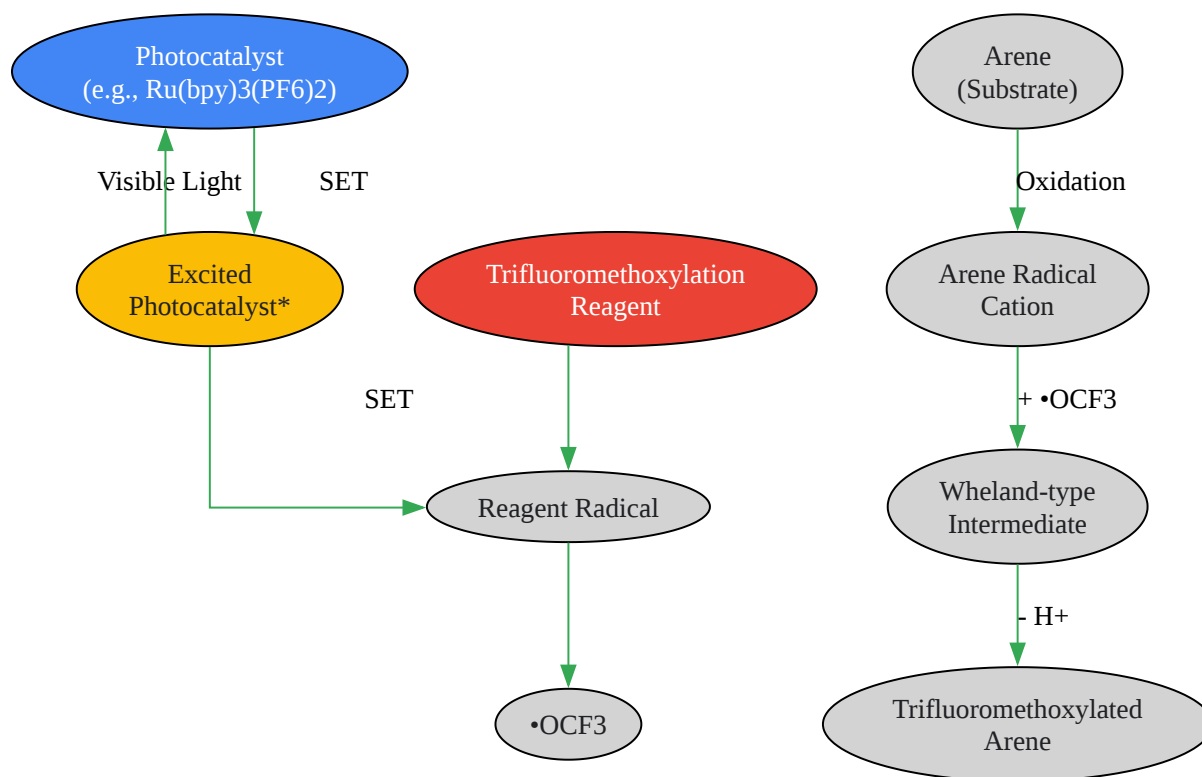 Photocatalyst
(e.g., Ru(bpy)3(PF6)2)
Arene
(Substrate)
Visible Light
SET
Oxidation
Excited
Photocatalyst*
Trifluoromethoxylation
Reagent
Arene Radical
Cation
SET
+ •OCF3
Reagent Radical
Wheland-type
Intermediate
- H+
•OCF3
Trifluoromethoxylated
Arene